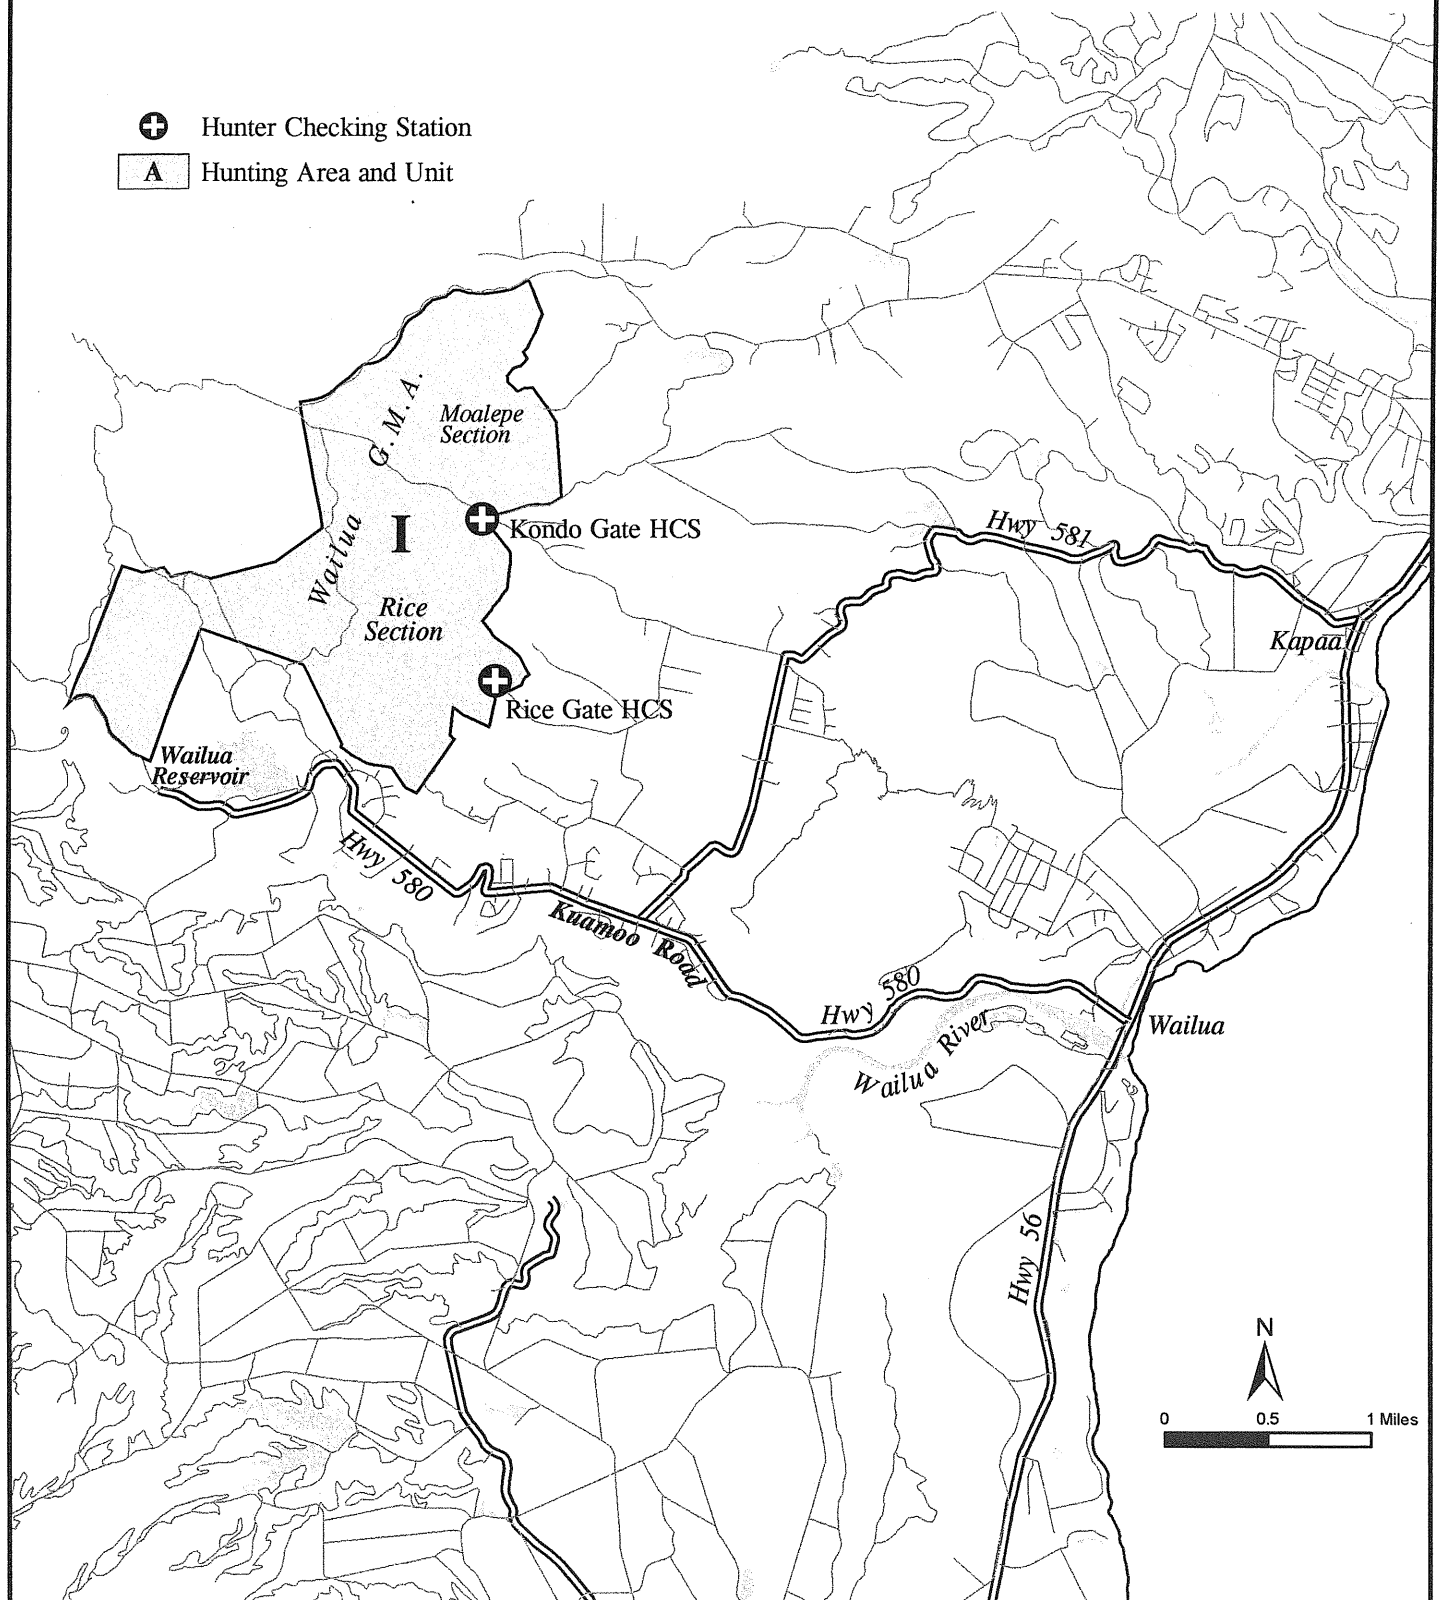 Hunter Checking Station
A
Hunting Area and Unit
G.M.A.
Moalepe
Section
Wailua
I
Kondo Gate HCS
Hwy 581
Rice
Section
Kapaa
Rice Gate HCS
Wailua
Reservoir
Hwy 580
Kuamoo Road
Hwy 580
Wailua River
Wailua
Hwy 56
N
0 0.5 1 Miles